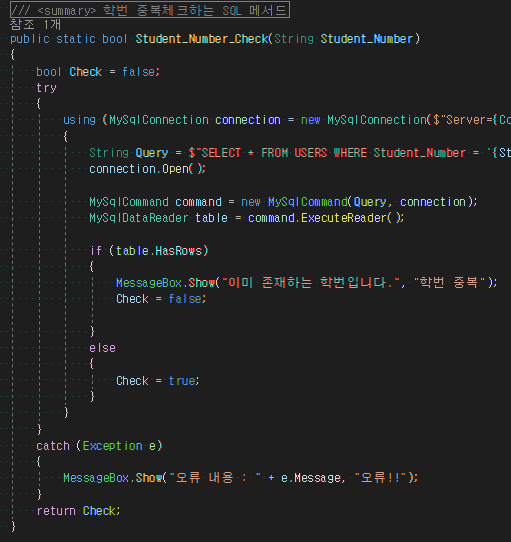 /// <summary> 학번 중복체크하는 SQL 메서드
참조 1개
public static bool Student_Number_Check(String Student_Number)
{
bool Check = false;
try
{
using (MySqlConnection connection = new MySqlConnection($"Server={Co
{
String Query = $"SELECT * FROM USERS WHERE Student_Number = '{St
connection.Open();
MySqlCommand command = new MySqlCommand(Query, connection);
MySqlDataReader table = command.ExecuteReader();
if (table.HasRows)
{
MessageBox.Show("이미 존재하는 학번입니다.", "학번 중복");
Check = false;
}
else
{
Check = true;
}
}
}
catch (Exception e)
{
MessageBox.Show("오류 내용 : " + e.Message, "오류!!");
}
return Check;
}